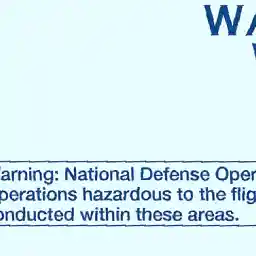 WA
arning: National Defense Oper
perations hazardous to the flig
onducted within these areas.